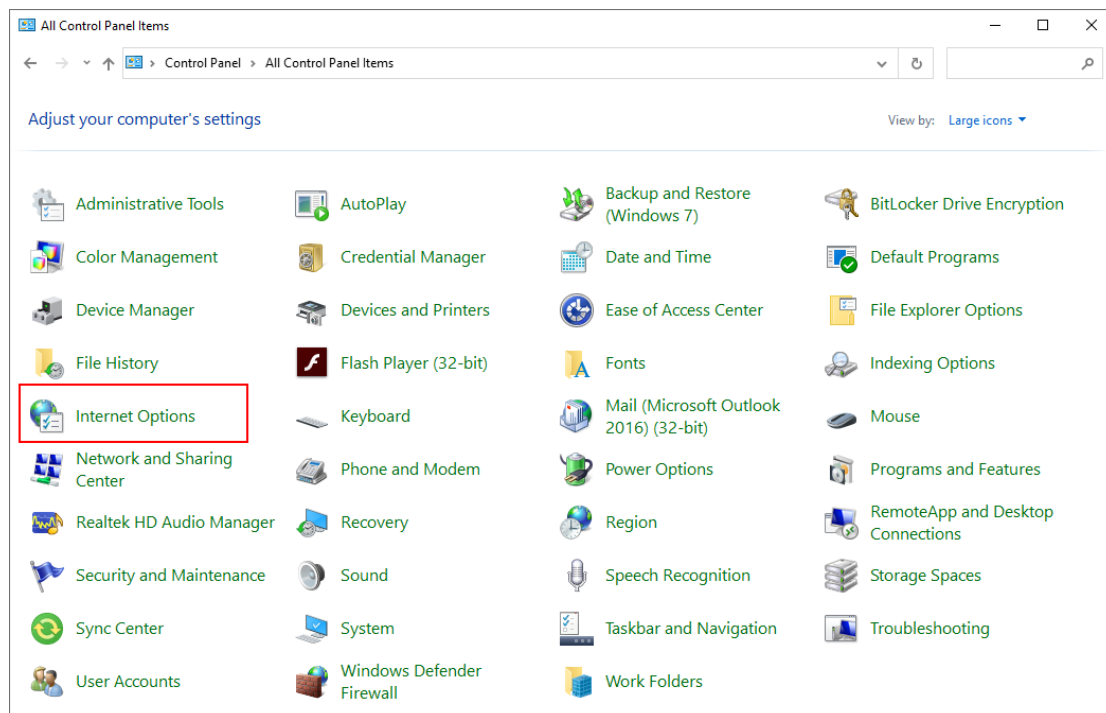 All Control Panel Items
Control Panel > All Control Panel Items
Adjust your computer's settings
View by: Large icons
Administrative Tools
AutoPlay
Backup and Restore
(Windows 7)
BitLocker Drive Encryption
Color Management
Credential Manager
Date and Time
Default Programs
Device Manager
Devices and Printers
Ease of Access Center
File Explorer Options
File History
Flash Player (32-bit)
Fonts
Indexing Options
Internet Options
Keyboard
Mail (Microsoft Outlook
2016) (32-bit)
Mouse
Network and Sharing
Center
Phone and Modem
Power Options
Programs and Features
Realtek HD Audio Manager
Recovery
Region
RemoteApp and Desktop
Connections
Security and Maintenance
Sound
Speech Recognition
Storage Spaces
Sync Center
System
Taskbar and Navigation
Troubleshooting
User Accounts
Windows Defender
Firewall
Work Folders